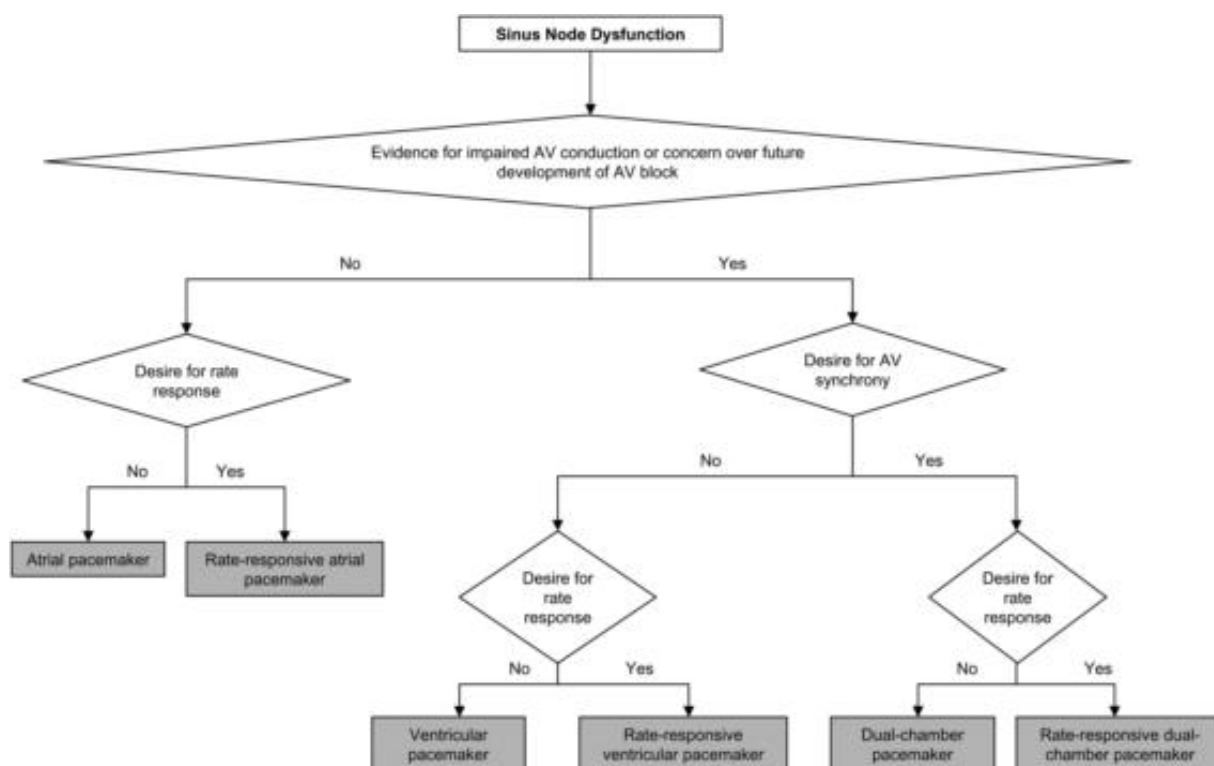 Sinus Node Dysfunction
Evidence for impaired AV conduction or concern over future
development of AV block
No
Yes
Desire for rate
response
Desire for AV
synchrony
No
Yes
No
Yes
Atrial pacemaker
Rate-responsive atrial
pacemaker
Desire for
rate
response
Desire for
rate
response
No
Yes
No
Yes
Ventricular
pacemaker
Rate-responsive
ventricular pacemaker
Dual-chamber
pacemaker
Rate-responsive dual-
chamber pacemaker